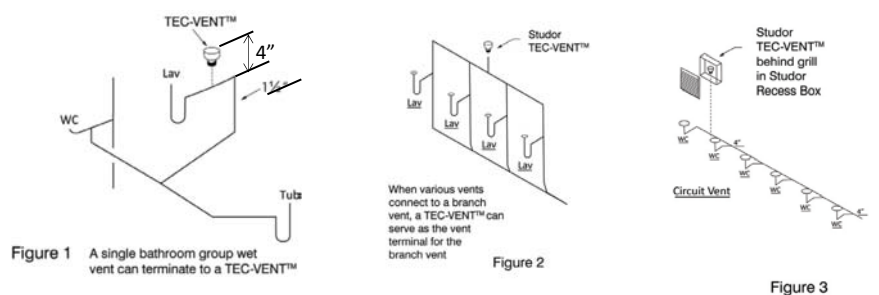 TEC-VENT™
4"
Lav
1½"
WC
Tub
Figure 1
A single bathroom group wet
vent can terminate to a TEC-VENT™
Studor
TEC-VENT™
Lav
Lav
Lav
Lav
When various vents
connect to a branch
vent, a TEC-VENT™ can
serve as the vent
terminal for the
branch vent
Figure 2
Studor
TEC-VENT™
behind grill
in Studor
Recess Box
WC
WC
4"
WC
WC
WC
WC
4"
Circuit Vent
Figure 3